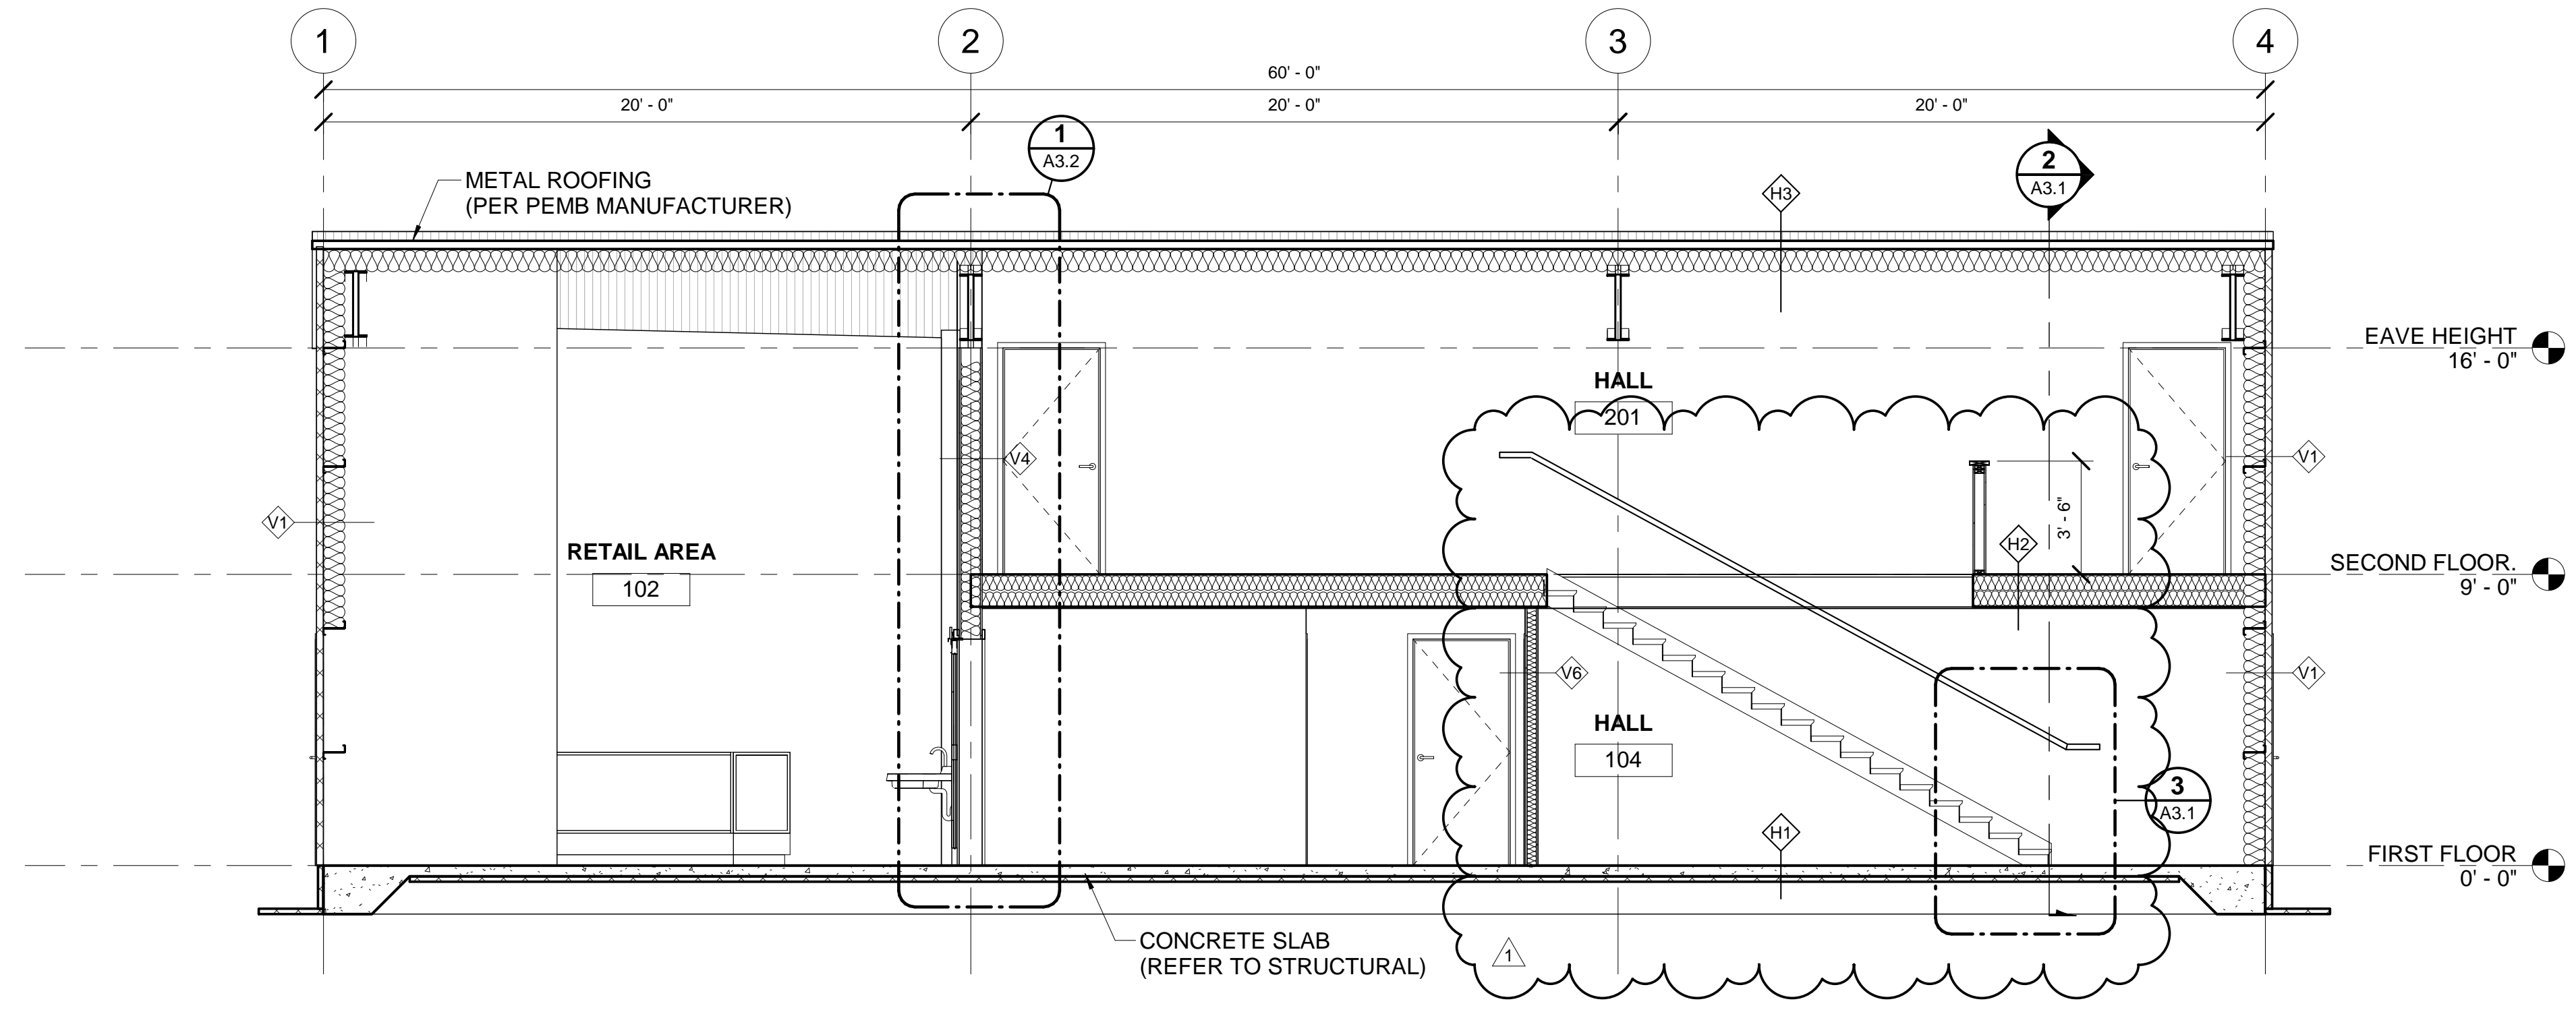 1
2
3
4
60' - 0"
20' - 0"
20' - 0"
20' - 0"
1
A3.2
2
A3.1
METAL ROOFING
(PER PEMB MANUFACTURER)
H3
EAVE HEIGHT
16' - 0"
HALL
201
V4
V1
V1
3' - 6"
H2
RETAIL AREA
102
SECOND FLOOR.
9' - 0"
V6
V1
HALL
104
3
A3.1
H1
FIRST FLOOR
0' - 0"
CONCRETE SLAB
(REFER TO STRUCTURAL)
1